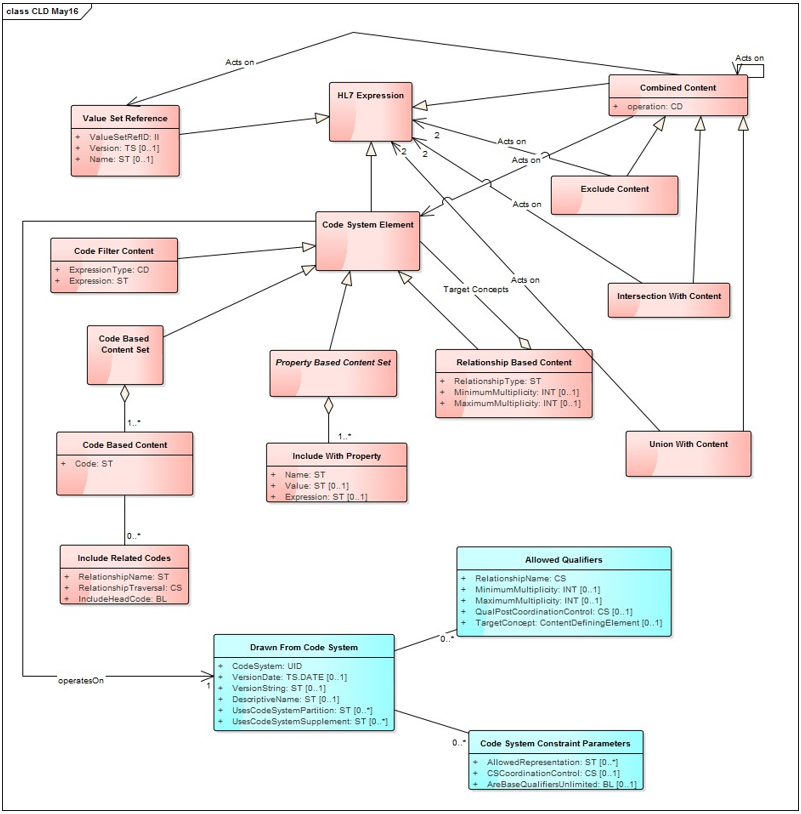 class CLD May16
Acts on
Acts on
Value Set Reference
+ ValueSetRefID: II
+ Version: TS [0..1]
+ Name: ST [0..1]
HL7 Expression
Combined Content
+ operation: CD
2
2
2
Acts on
Acts on
Exclude Content
Acts on
Code System Element
Code Filter Content
+ ExpressionType: CD
+ Expression: ST
Acts on
Target Concepts
Intersection With Content
Code Based
Content Set
Property Based Content Set
Relationship Based Content
+ RelationshipType: ST
+ MinimumMultiplicity: INT [0..1]
+ MaximumMultiplicity: INT [0..1]
1..*
1..*
Code Based Content
+ Code: ST
Include With Property
+ Name: ST
+ Value: ST [0..1]
+ Expression: ST [0..1]
Union With Content
0..*
Include Related Codes
+ RelationshipName: ST
+ RelationshipTraversal: CS
+ IncludeHeadCode: BL
Allowed Qualifiers
+ RelationshipName: CS
+ MinimumMultiplicity: INT [0..1]
+ MaximumMultiplicity: INT [0..1]
+ QualPostCoordinationControl: CS [0..1]
+ TargetConcept: ContentDefiningElement [0..1]
0..*
Drawn From Code System
+ CodeSystem: UID
+ VersionDate: TS.DATE [0..1]
+ VersionString: ST [0..1]
+ DescriptiveName: ST [0..1]
+ UsesCodeSystemPartition: ST [0..*]
+ UsesCodeSystemSupplement: ST [0..*]
operatesOn
1
0..*
Code System Constraint Parameters
+ AllowedRepresentation: ST [0..*]
+ CSCoordinationControl: CS [0..1]
+ AreBaseQualifiersUnlimited: BL [0..1]